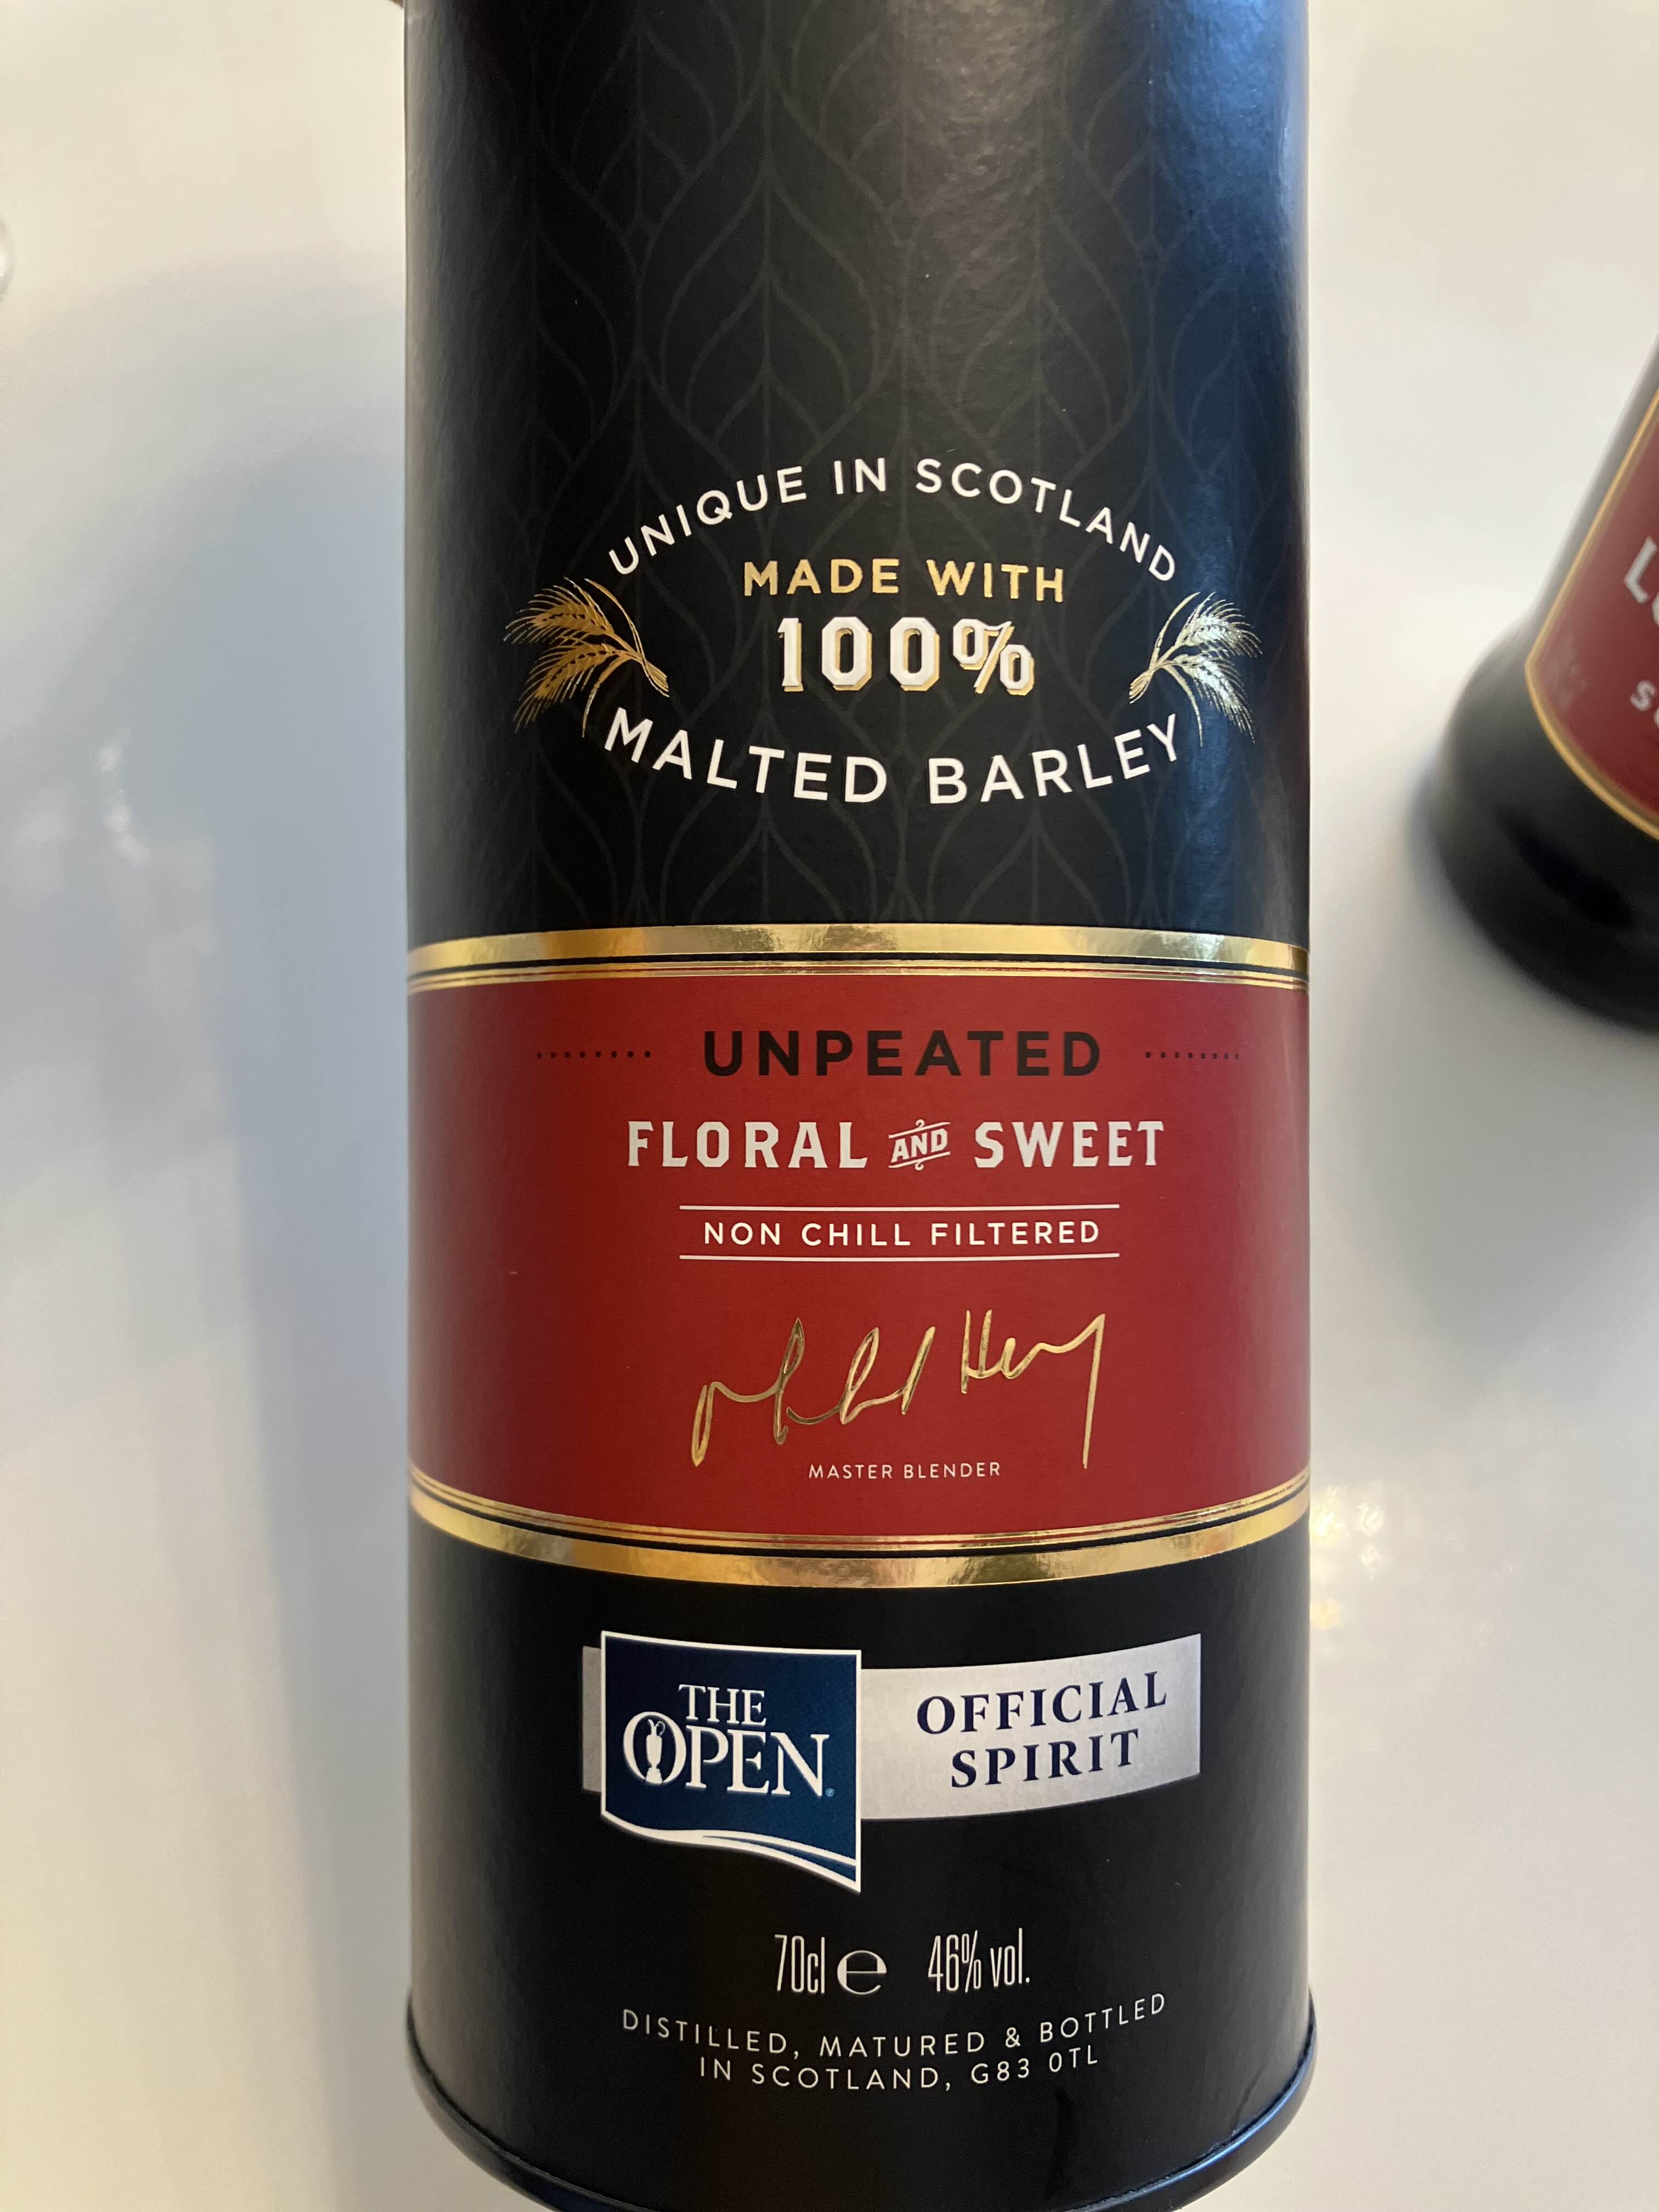 UNIQUE IN SCOTLAND
MADE WITH
100%
MALTED BARLEY
UNPEATED
FLORAL AND SWEET
NON CHILL FILTERED
MASTER BLENDER
THE
OPEN
OFFICIAL
SPIRIT
70cl e 46% vol.
DISTILLED, MATURED & BOTTLED
IN SCOTLAND, G83 0TL